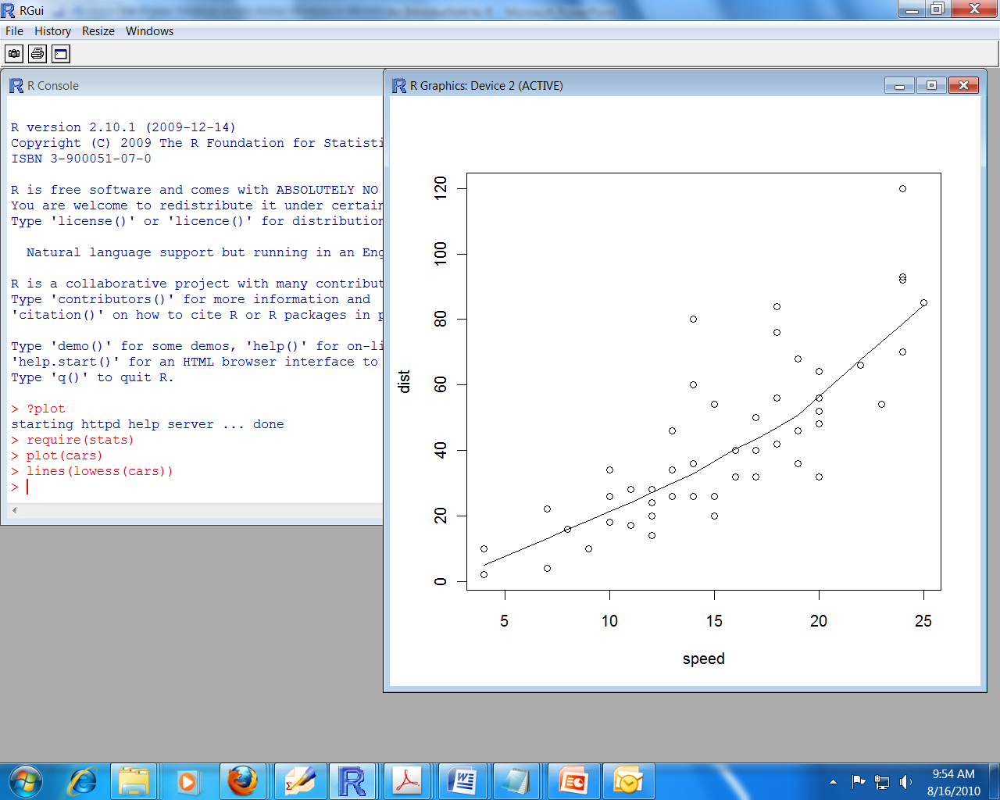 RGui
File History Resize Windows
R Console
R version 2.10.1 (2009-12-14)
Copyright (C) 2009 The R Foundation for Statisti
ISBN 3-900051-07-0
R is free software and comes with ABSOLUTELY NO
You are welcome to redistribute it under certain
Type 'license()' or 'licence()' for distribution
Natural language support but running in an Eng
R is a collaborative project with many contribut
Type 'contributors()' for more information and
'citation()' on how to cite R or R packages in p
Type 'demo()' for some demos, 'help()' for on-li
'help.start()' for an HTML browser interface to
Type 'q()' to quit R.
> ?plot
starting httpd help server ... done
> require(stats)
> plot(cars)
> lines(lowess(cars))
>
R Graphics: Device 2 (ACTIVE)
120
100
80
60
40
20
0
dist
5 10 15 20 25
speed
9:54 AM
8/16/2010